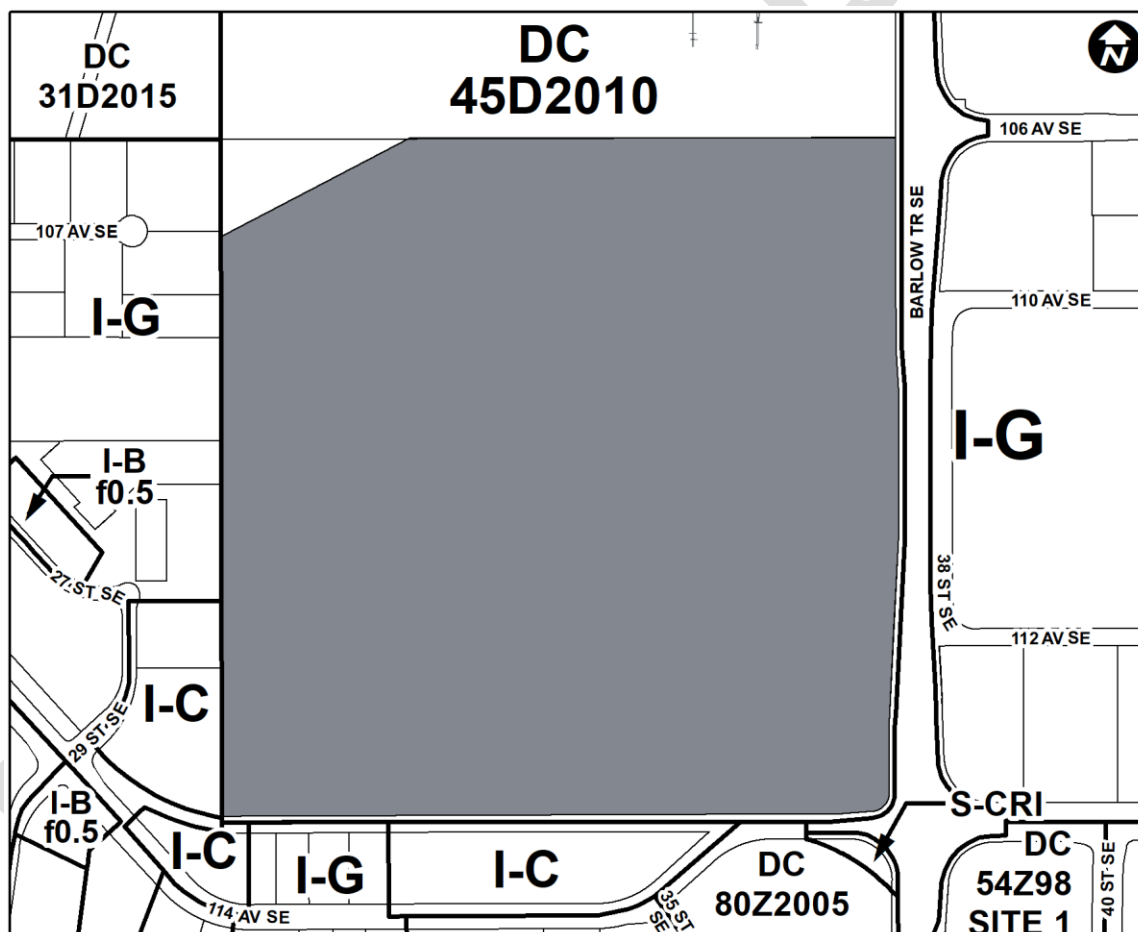 DC
31D2015
DC
45D2010
N
106 AV SE
107 AV SE
BARLOW TR SE
110 AV SE
I-G
I-G
I-B
f0.5
27 ST SE
38 ST SE
112 AV SE
I-C
29 ST SE
I-B
f0.5
S-CRI
I-C
I-G
I-C
DC
80Z2005
DC
54Z98
SITE 1
40 ST SE
114 AV SE
35 ST
SE